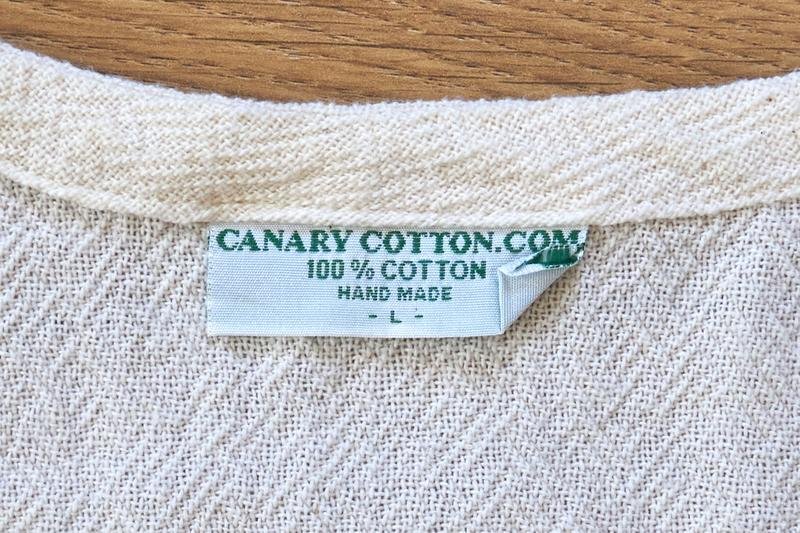 CANARY COTTON.COM
100 % COTTON
HAND MADE
- L -